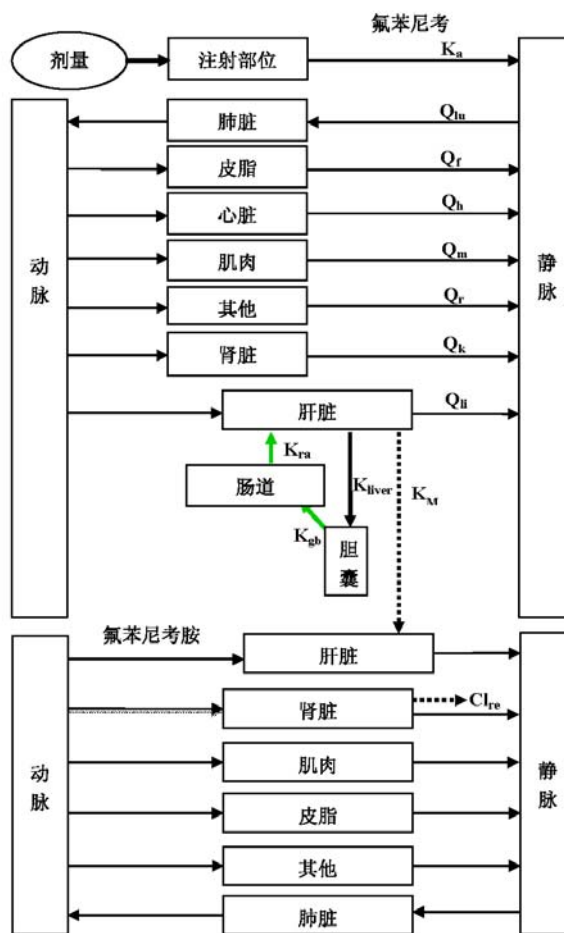 氟苯尼考
剂量
注射部位
Ka
肺脏
Qlu
皮脂
Qf
心脏
Qh
动脉
肌肉
Qm
静脉
其他
Qr
肾脏
Qk
肝脏
Qli
Kra
肠道
Kliver
KM
Kgb
胆囊
氟苯尼考胺
肝脏
肾脏
Clre
动脉
肌肉
静脉
皮脂
其他
肺脏